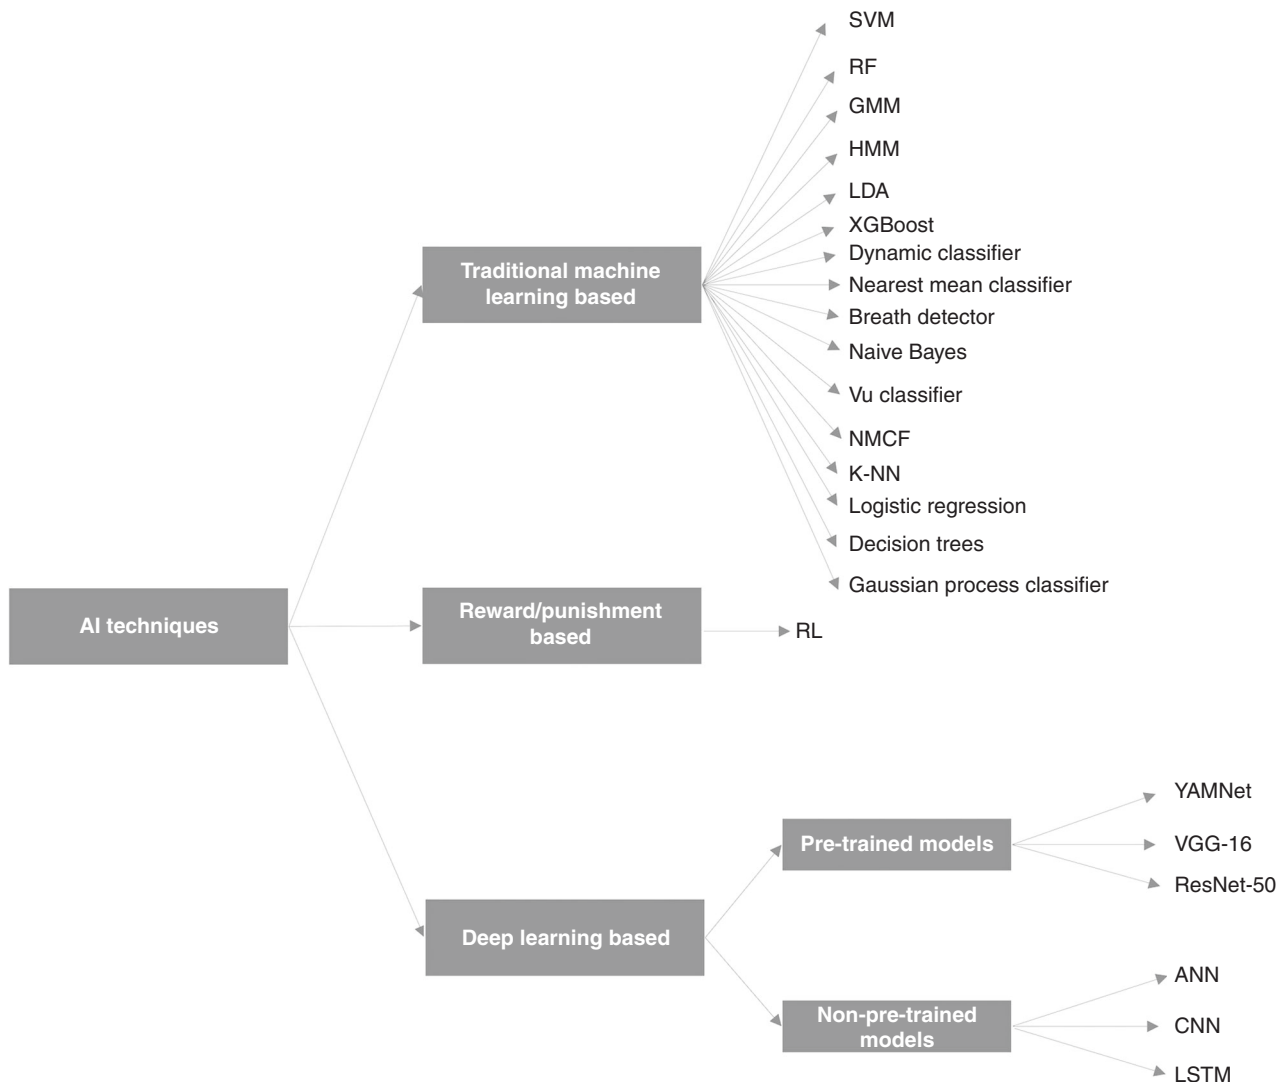 SVM
RF
GMM
HMM
LDA
XGBoost
Dynamic classifier
Nearest mean classifier
Breath detector
Naive Bayes
Vu classifier
NMCF
K-NN
Logistic regression
Decision trees
Gaussian process classifier
Traditional machine
learning based
AI techniques
Reward/punishment
based
RL
Deep learning based
Pre-trained models
YAMNet
VGG-16
ResNet-50
Non-pre-trained
models
ANN
CNN
LSTM